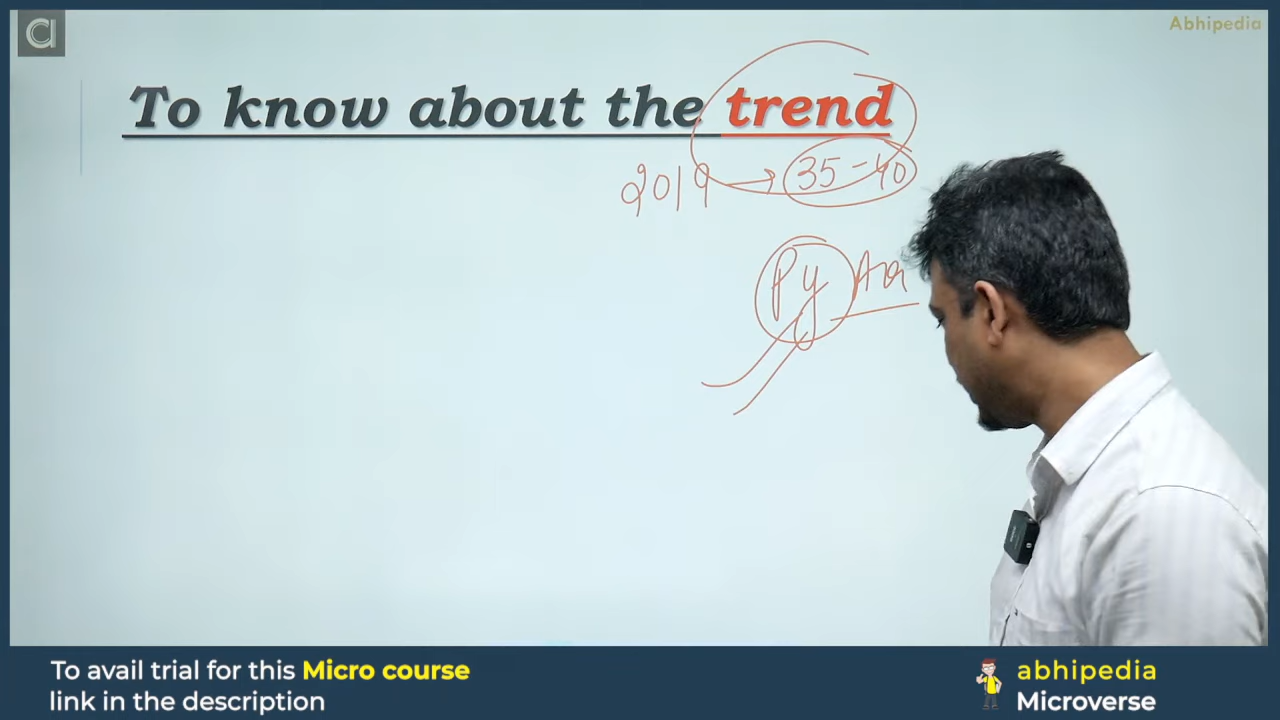 Abhipedia
To know about the trend
2019 → 35-40
Py
To avail trial for this Micro course
link in the description
abhipedia
Microverse